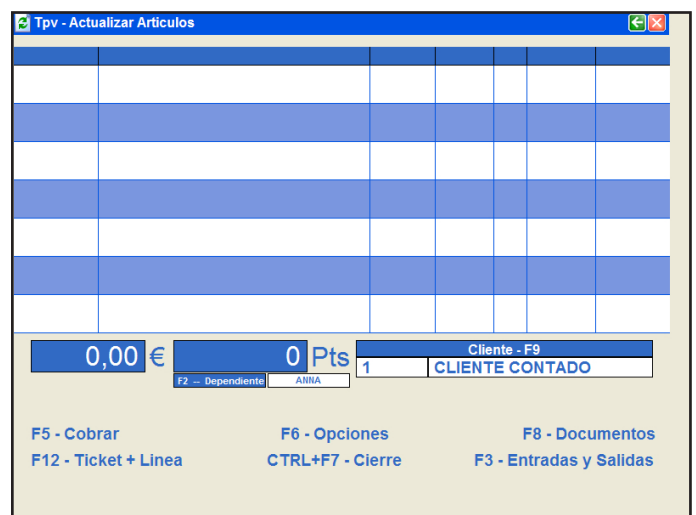 Tpv - Actualizar Articulos
0,00 € 0 Pts
Cliente - F9
1 CLIENTE CONTADO
F2 -- Dependiente ANNA
F5 - Cobrar F6 - Opciones F8 - Documentos
F12 - Ticket + Linea CTRL+F7 - Cierre F3 - Entradas y Salidas